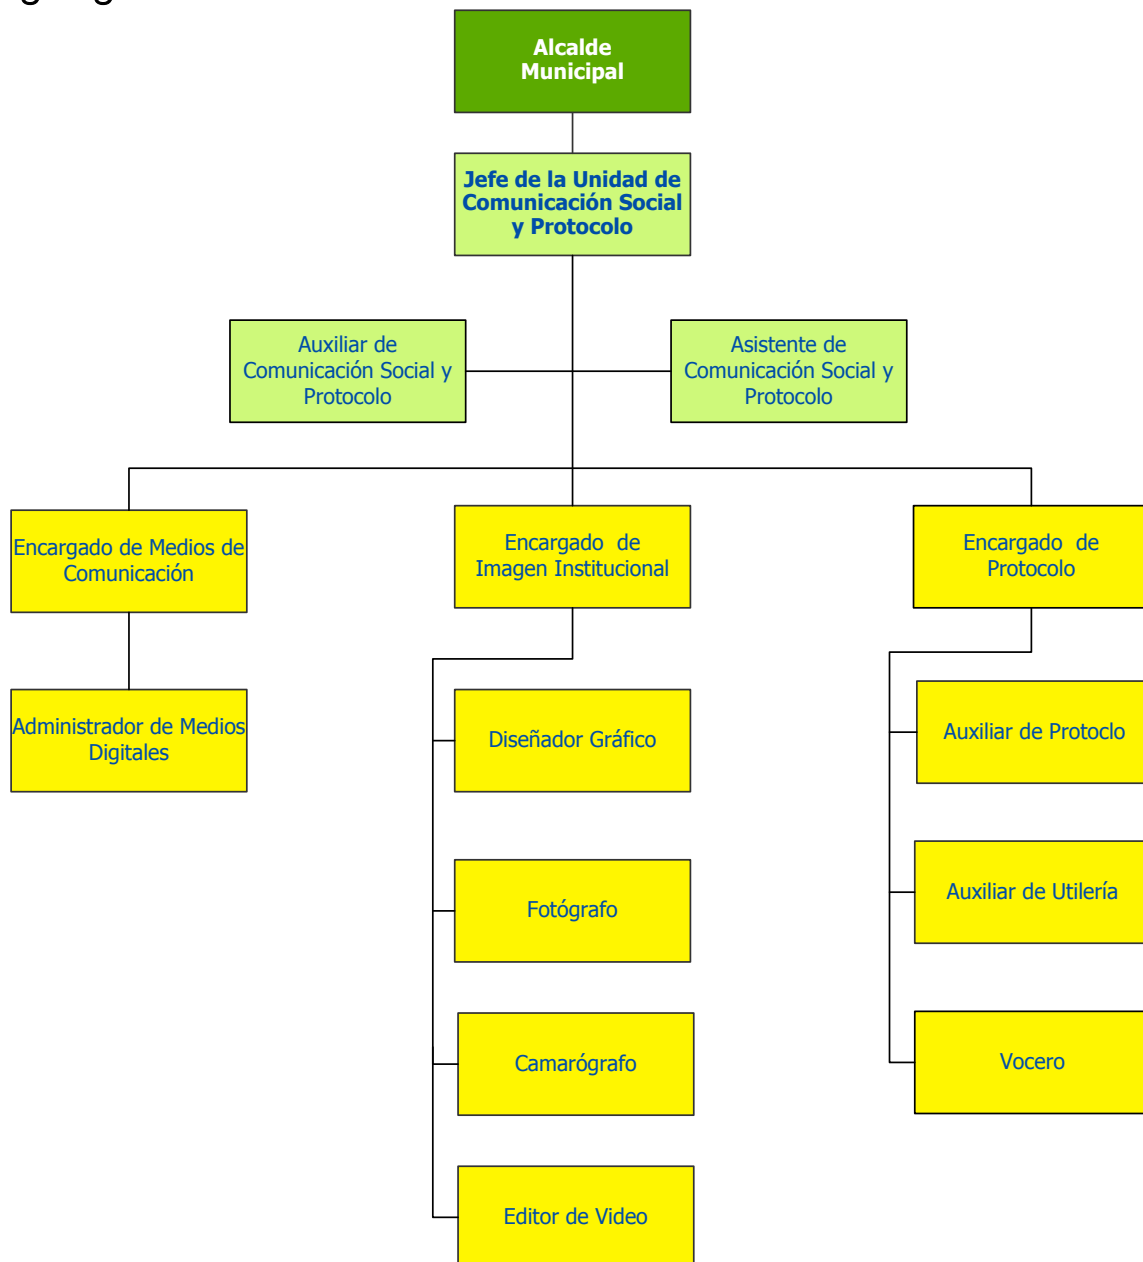 Alcalde
Municipal
Jefe de la Unidad de
Comunicación Social
y Protocolo
Auxiliar de
Comunicación Social y
Protocolo
Asistente de
Comunicación Social y
Protocolo
Encargado de Medios de
Comunicación
Encargado de
Imagen Institucional
Encargado de
Protocolo
Administrador de Medios
Digitales
Diseñador Gráfico
Auxiliar de Protoclo
Fotógrafo
Auxiliar de Utilería
Camarógrafo
Vocero
Editor de Video